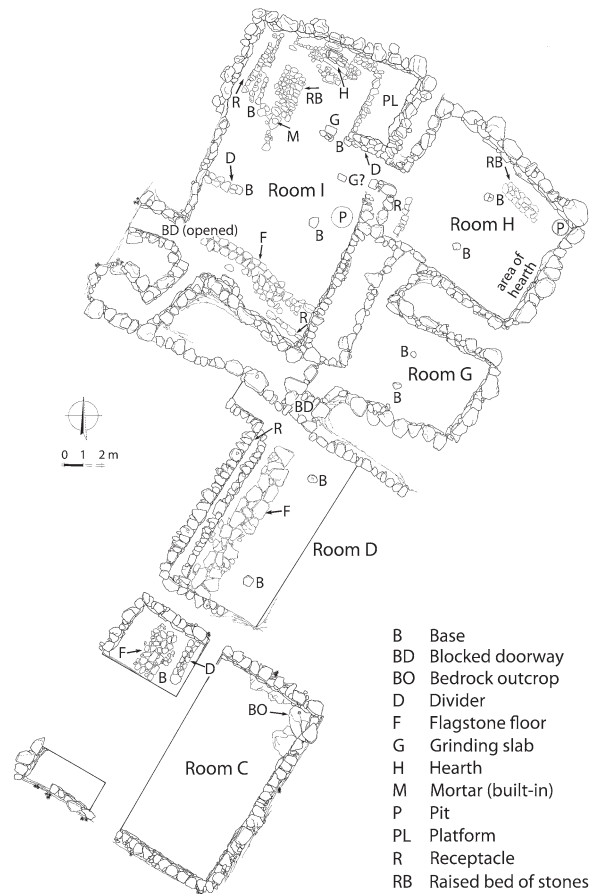 H
R
RB
PL
B
G
M
B
D
D
RB
G?
B
Room I
R
B
P
Room H
B
P
BD (opened)
F
B
area of
hearth
R
B
Room G
B
BD
0 1 2 m
R
B
F
Room D
B
F
D
B
BO
Room C
B Base
BD Blocked doorway
BO Bedrock outcrop
D Divider
F Flagstone floor
G Grinding slab
H Hearth
M Mortar (built-in)
P Pit
PL Platform
R Receptacle
RB Raised bed of stones